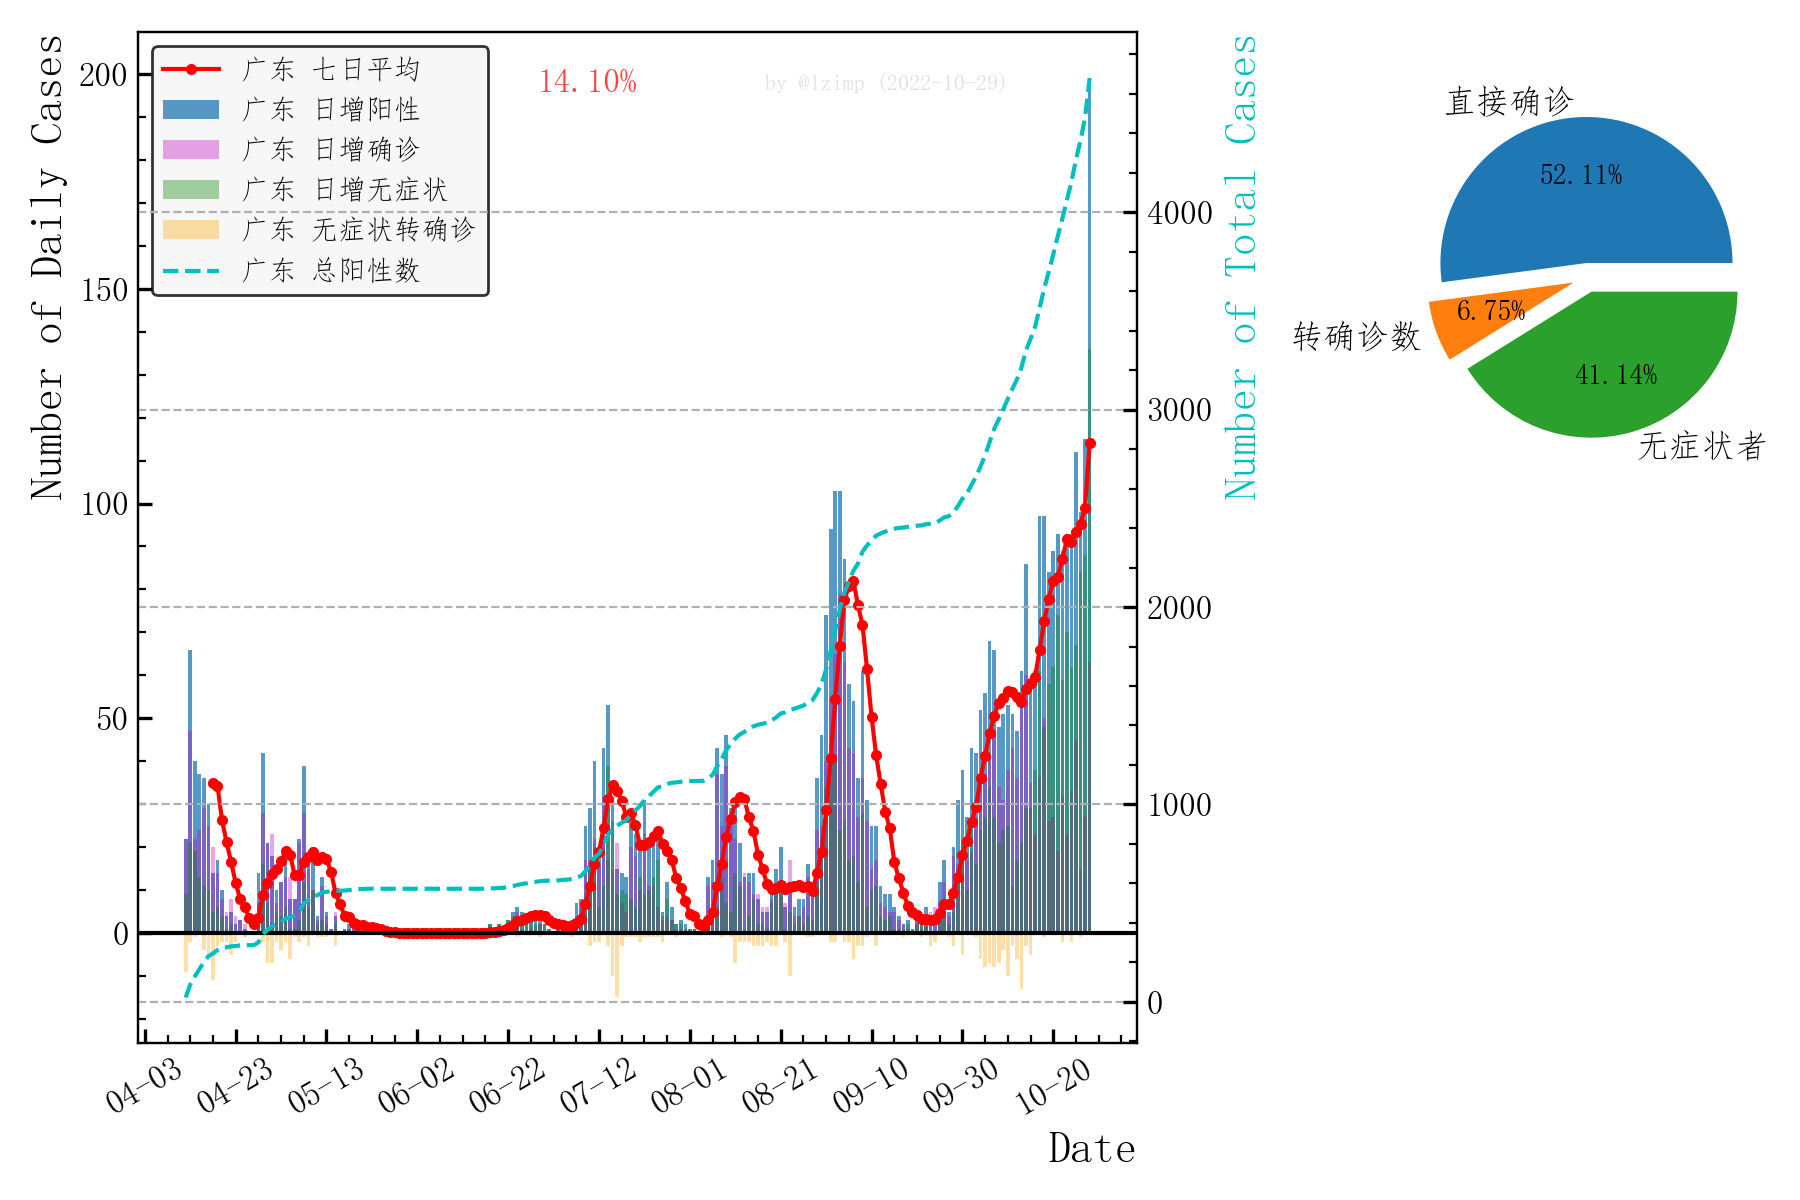 Number of Daily Cases
200
150
100
50
0
广东 七日平均
广东 日增阳性
广东 日增确诊
广东 日增无症状
广东 无症状转确诊
广东 总阳性数
14.10%
by @lzimp (2022-10-29)
04-03
04-23
05-13
06-02
06-22
07-12
08-01
08-21
09-10
09-30
10-20
Date
4000
3000
2000
1000
0
Number of Total Cases
直接确诊
52.11%
转确诊数
6.75%
41.14%
无症状者